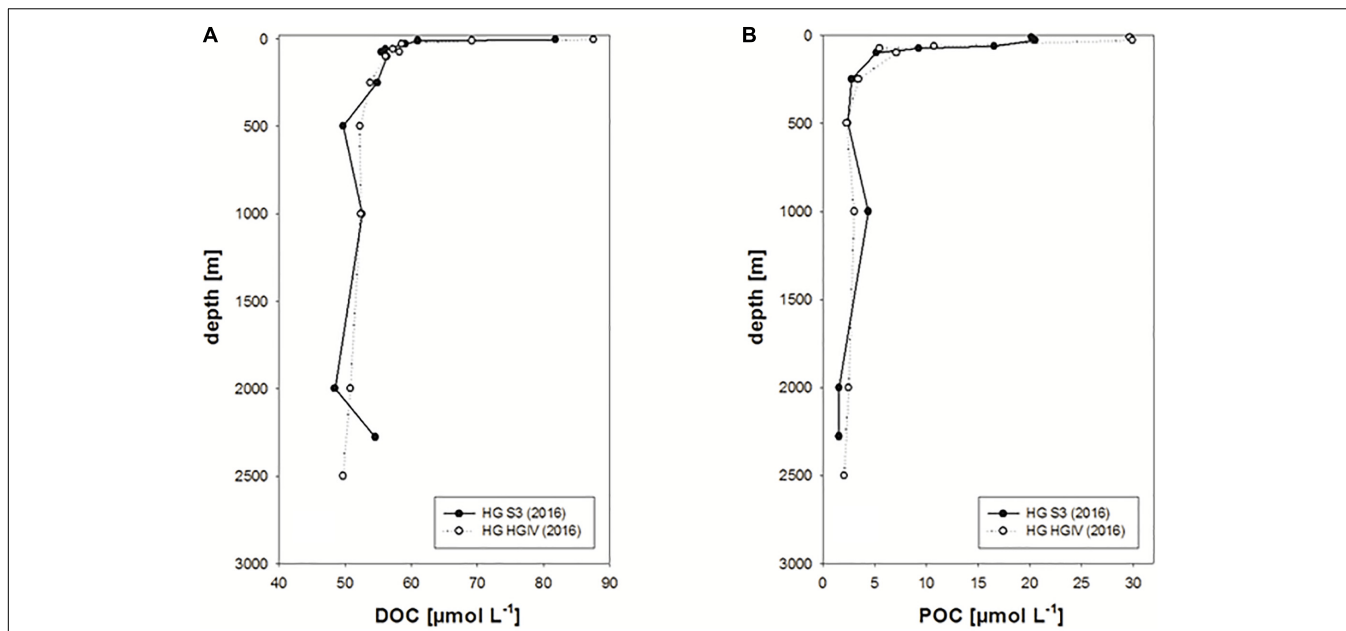 A
0
500
1000
1500
2000
2500
3000
depth [m]
40 50 60 70 80 90
DOC [µmol L⁻¹]
HG S3 (2016)
HG HGIV (2016)
B
0
500
1000
1500
2000
2500
3000
depth [m]
0 5 10 15 20 25 30
POC [µmol L⁻¹]
HG S3 (2016)
HG HGIV (2016)